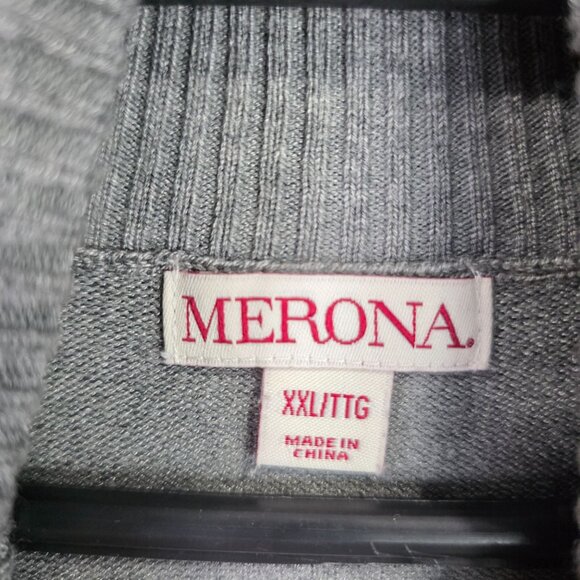 MERONA.
XXL/TTG
MADE IN
CHINA